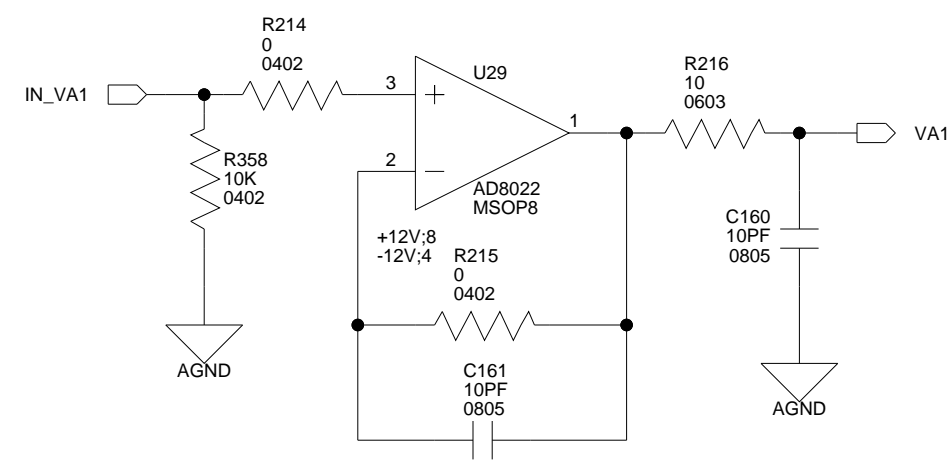 R214
0
0402
IN_VA1
R358
10K
0402
AGND
3
2
+
−
U29
AD8022
MSOP8
1
+12V;8
-12V;4
R215
0
0402
C161
10PF
0805
R216
10
0603
VA1
C160
10PF
0805
AGND